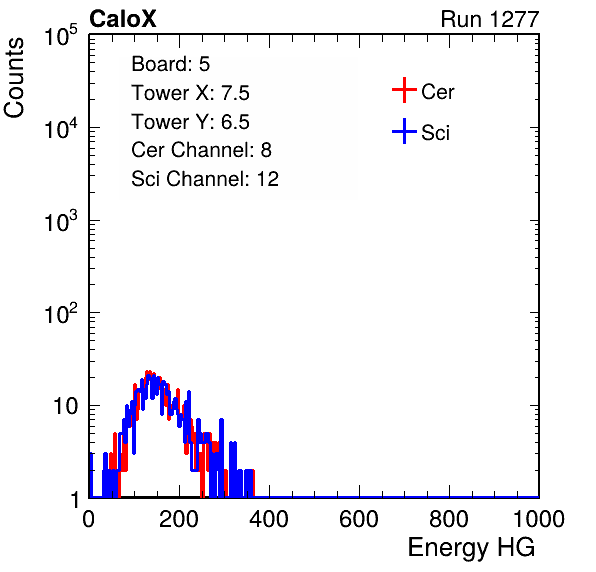 CaloX Run 1277
Counts
10^5
10^4
10^3
10^2
10
1
Board: 5
Tower X: 7.5
Tower Y: 6.5
Cer Channel: 8
Sci Channel: 12
Cer
Sci
0 200 400 600 800 1000
Energy HG